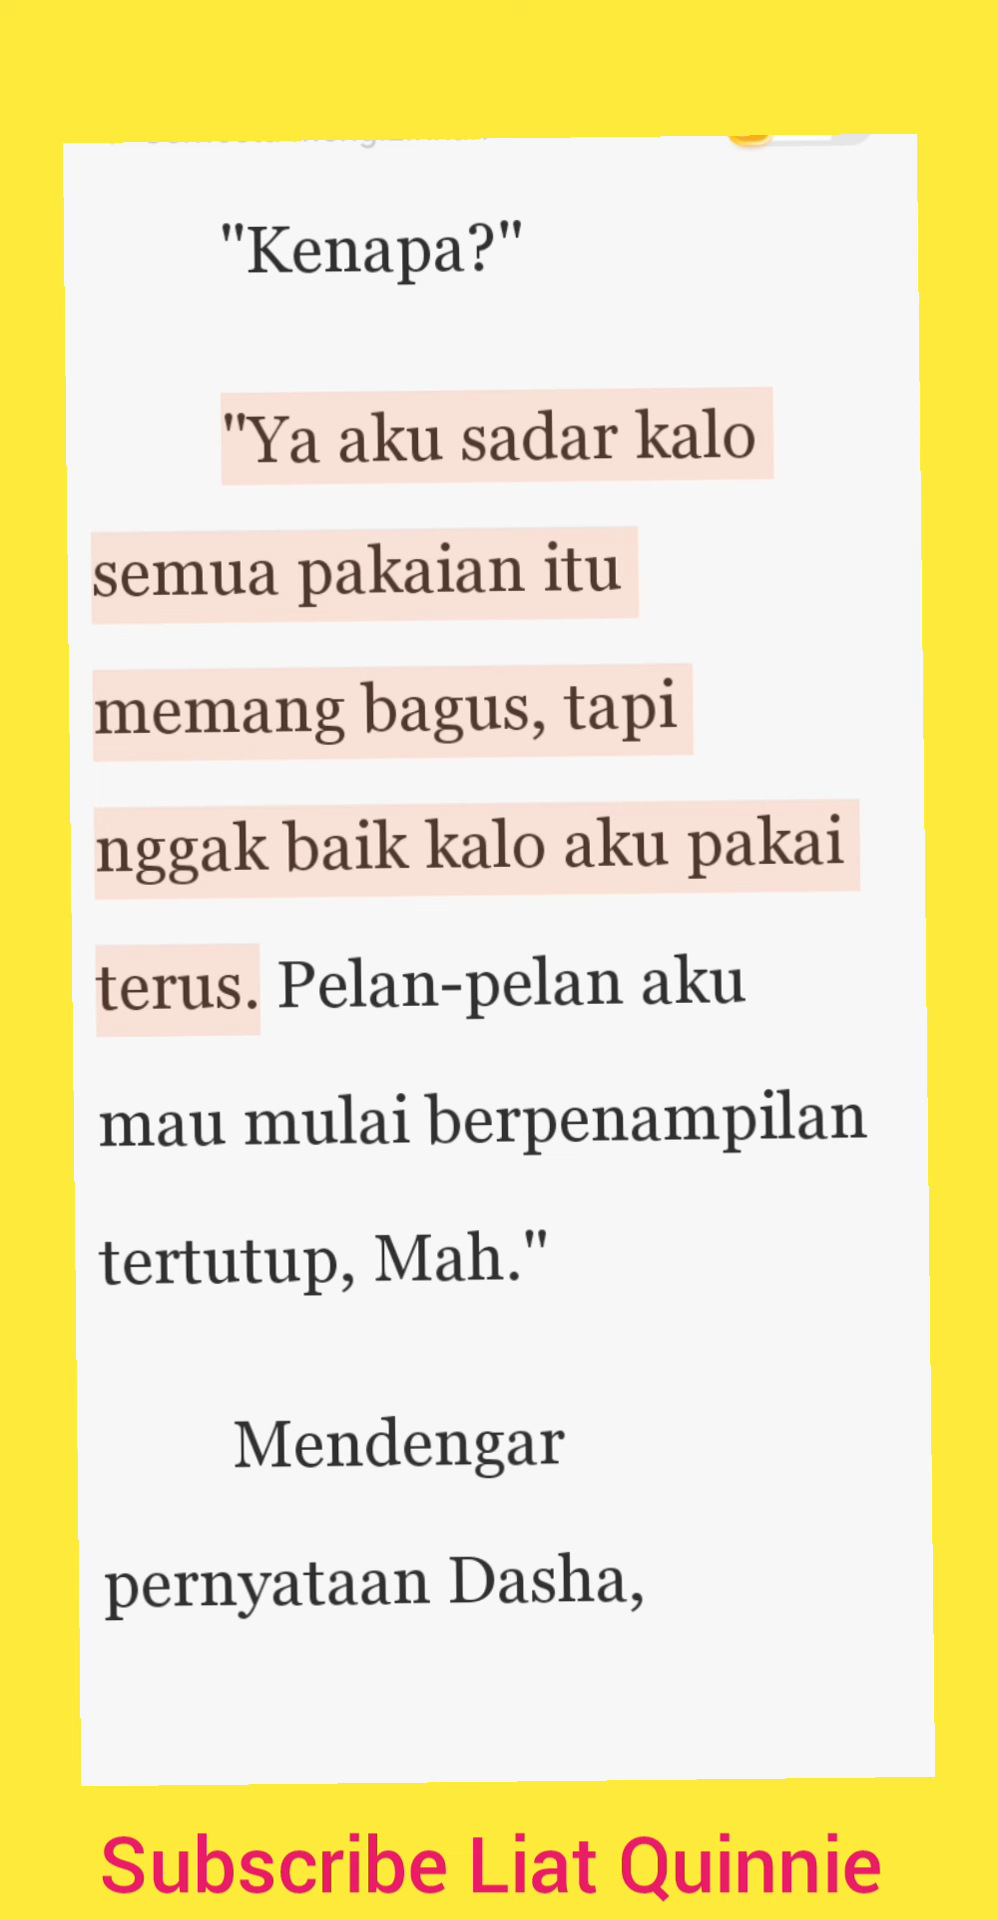 "Kenapa?"
"Ya aku sadar kalo
semua pakaian itu
memang bagus, tapi
nggak baik kalo aku pakai
terus. Pelan-pelan aku
mau mulai berpenampilan
tertutup, Mah."
Mendengar
pernyataan Dasha,
Subscribe Liat Quinnie